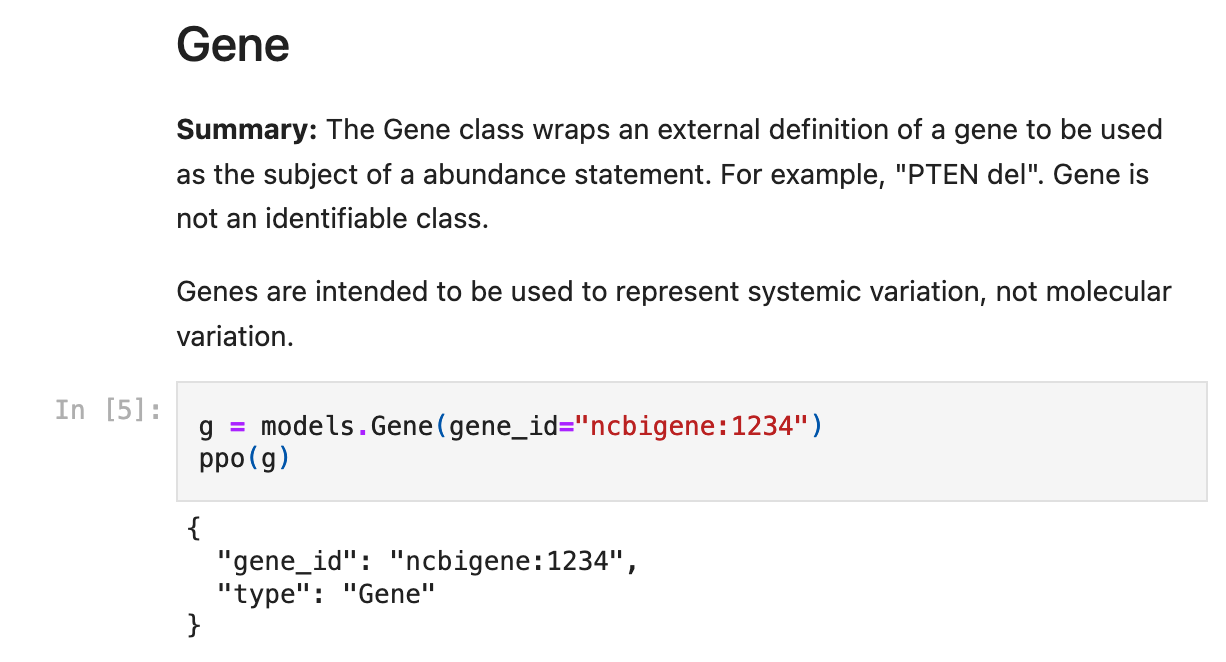 Gene
Summary: The Gene class wraps an external definition of a gene to be used
as the subject of a abundance statement. For example, "PTEN del". Gene is
not an identifiable class.
Genes are intended to be used to represent systemic variation, not molecular
variation.
In [5]:
g = models.Gene(gene_id="ncbigene:1234")
ppo(g)
{
  "gene_id": "ncbigene:1234",
  "type": "Gene"
}